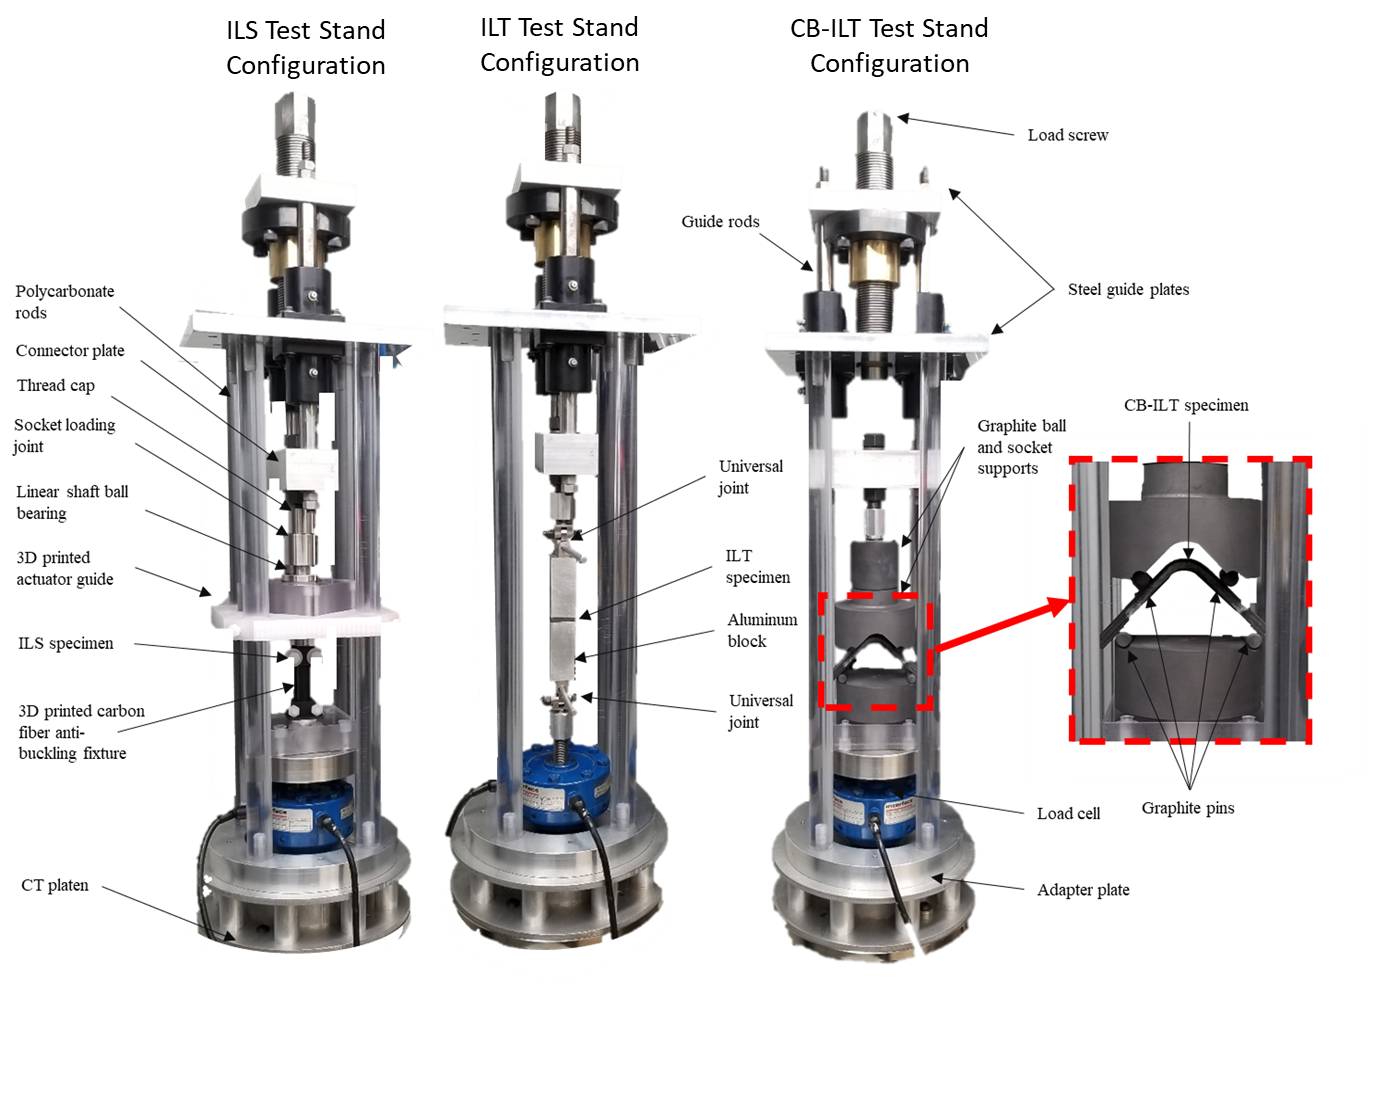 ILS Test Stand
Configuration
ILT Test Stand
Configuration
CB-ILT Test Stand
Configuration
Load screw
Guide rods
Steel guide plates
Polycarbonate
rods
Connector plate
Thread cap
Socket loading
joint
Linear shaft ball
bearing
3D printed
actuator guide
ILS specimen
3D printed carbon
fiber anti-
buckling fixture
CT platen
Universal
joint
ILT
specimen
Aluminum
block
Universal
joint
Graphite ball
and socket
supports
CB-ILT specimen
Graphite pins
Load cell
Adapter plate